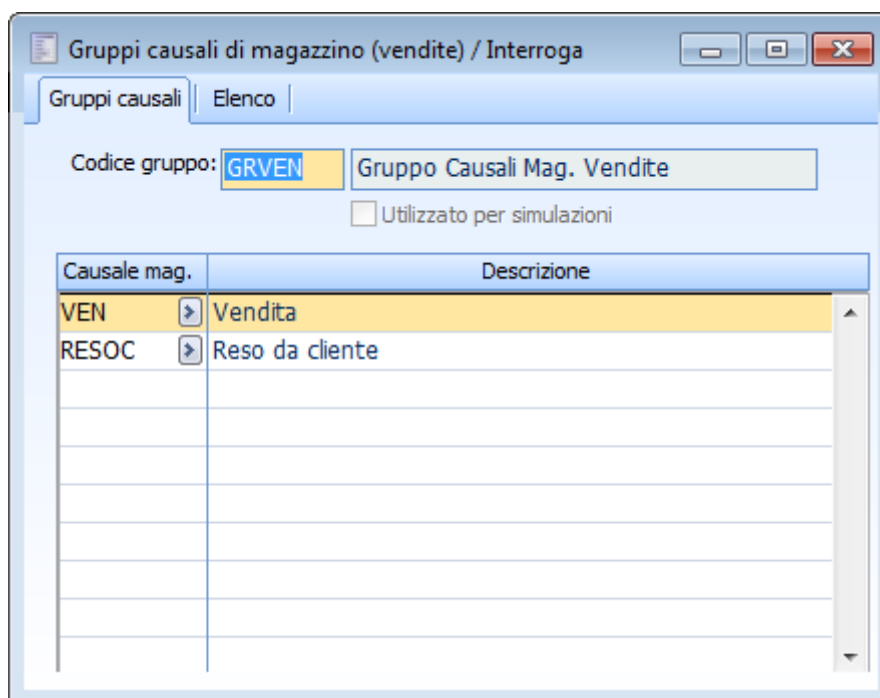 Gruppi causali di magazzino (vendite) / Interroga
Gruppi causali Elenco
Codice gruppo: GRVEN Gruppo Causali Mag. Vendite
Utilizzato per simulazioni
Causale mag. Descrizione
VEN Vendita
RESOC Reso da cliente